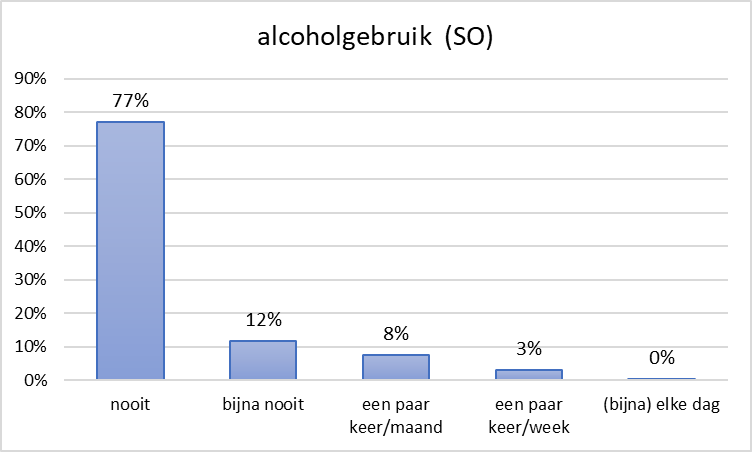 alcoholgebruik (SO)
90%
80%
70%
60%
50%
40%
30%
20%
10%
0%
77%
12%
8%
3%
0%
nooit
bijna nooit
een paar
keer/maand
een paar
keer/week
(bijna) elke dag